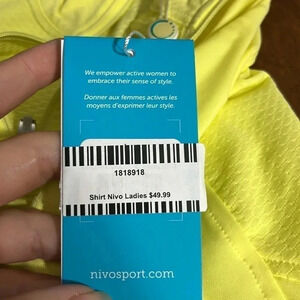 We empower active women to
embrace their sense of style.
Donner aux femmes actives les
moyens d'exprimer leur style.
1818918
Shirt Nivo Ladies $49.99
nivosport.com